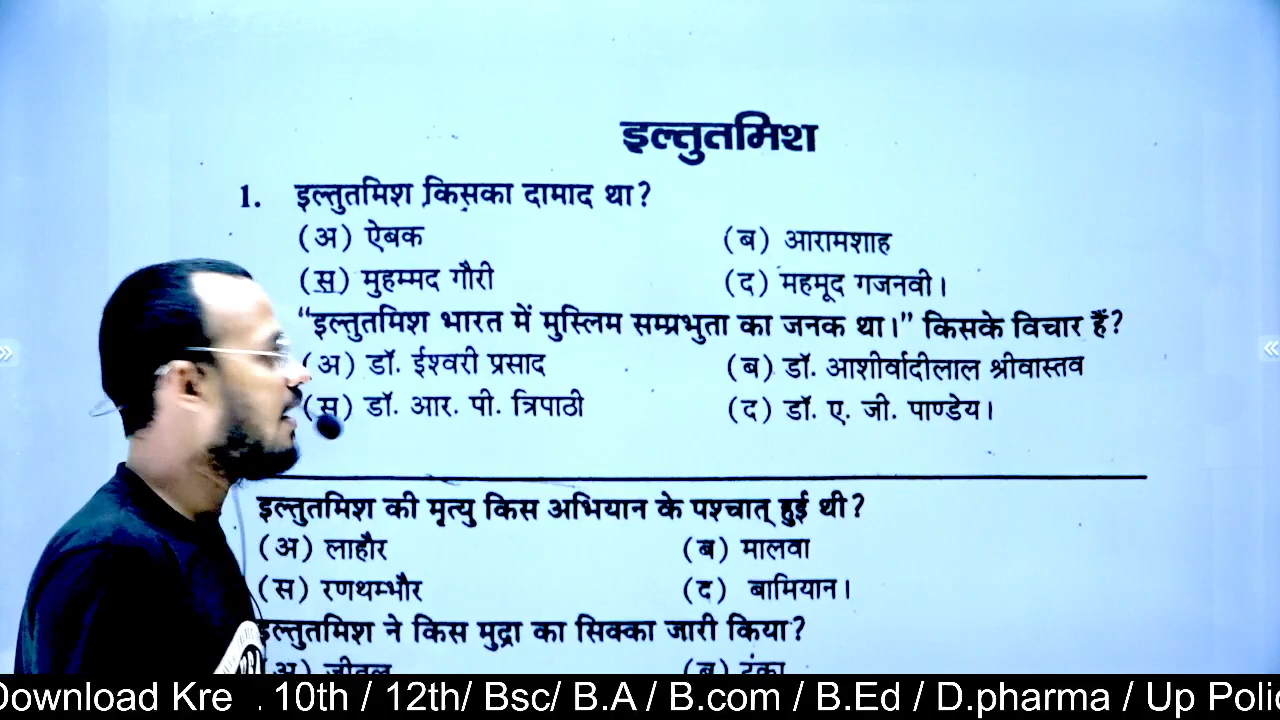 इल्तुतमिश
1. इल्तुतमिश किसका दामाद था?
(अ) ऐबक (ब) आरामशाह
(स) मुहम्मद गौरी (द) महमूद गजनवी।
“इल्तुतमिश भारत में मुस्लिम सम्प्रभुता का जनक था।” किसके विचार हैं?
(अ) डॉ. ईश्वरी प्रसाद (ब) डॉ. आशीर्वादीलाल श्रीवास्तव
(स) डॉ. आर. पी. त्रिपाठी (द) डॉ. ए. जी. पाण्डेय।
इल्तुतमिश की मृत्यु किस अभियान के पश्चात् हुई थी?
(अ) लाहौर (ब) मालवा
(स) रणथम्भौर (द) बामियान।
इल्तुतमिश ने किस मुद्रा का सिक्का जारी किया?
(अ) जीतल (ब) टंका
Download Kre . 10th / 12th/ Bsc/ B.A / B.com / B.Ed / D.pharma / Up Polic